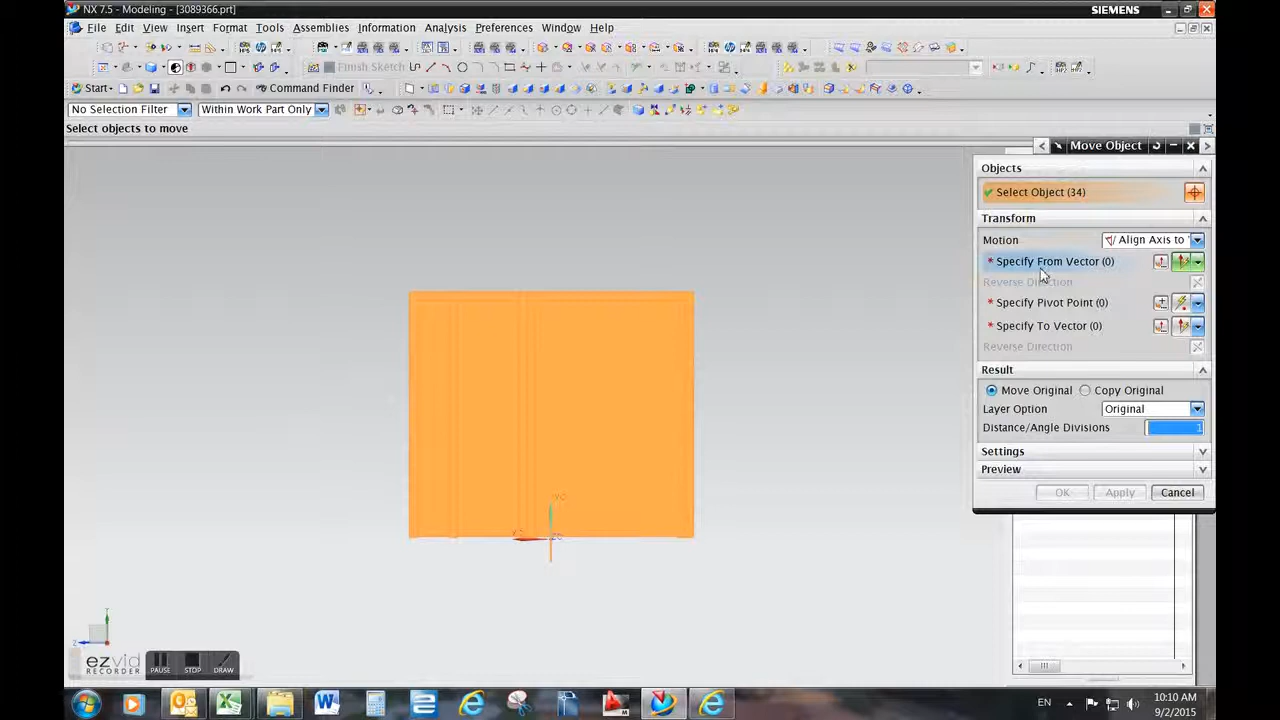 NX 7.5 - Modeling - [3089366.prt]
SIEMENS
File Edit View Insert Format Tools Assemblies Information Analysis Preferences Window Help
Finish Sketch
Start Command Finder
No Selection Filter Within Work Part Only
Select objects to move
Move Object
Objects
Select Object (34)
Transform
Motion Align Axis to
* Specify From Vector (0)
Reverse Direction
* Specify Pivot Point (0)
* Specify To Vector (0)
Reverse Direction
Result
Move Original Copy Original
Layer Option Original
Distance/Angle Divisions 1
Settings
Preview
OK Apply Cancel
ezvid
RECORDER
PAUSE STOP DRAW
EN
10:10 AM
9/2/2015